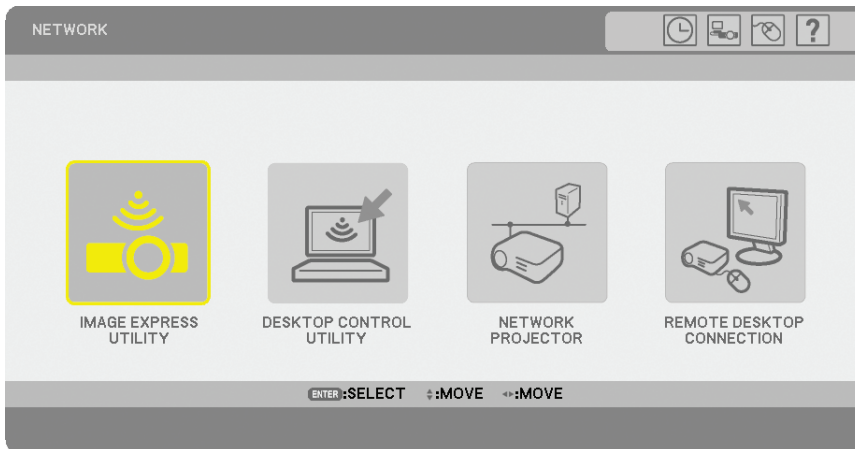 NETWORK
?
IMAGE EXPRESS
UTILITY
DESKTOP CONTROL
UTILITY
NETWORK
PROJECTOR
REMOTE DESKTOP
CONNECTION
ENTER:SELECT :MOVE :MOVE